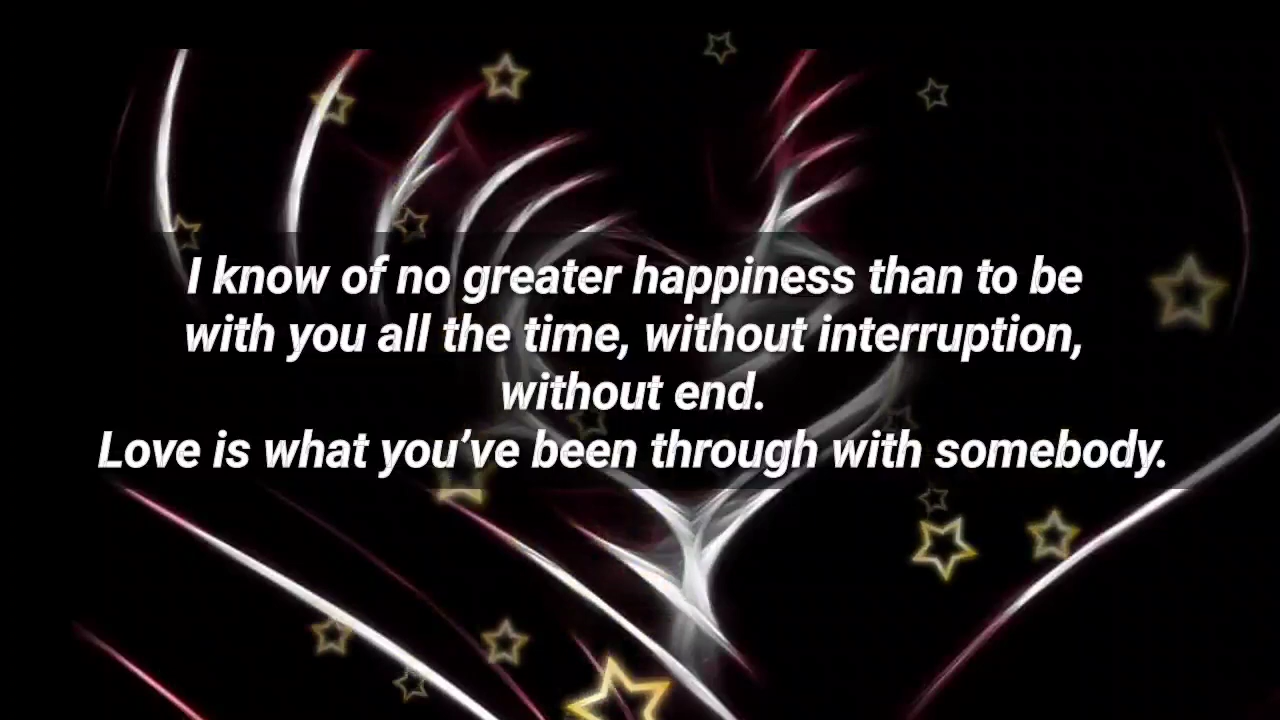 I know of no greater happiness than to be
with you all the time, without interruption,
without end.
Love is what you’ve been through with somebody.